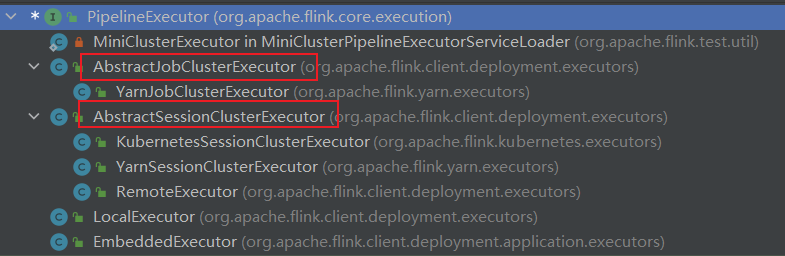 PipelineExecutor (org.apache.flink.core.execution)
MiniClusterExecutor in MiniClusterPipelineExecutorServiceLoader (org.apache.flink.test.util)
AbstractJobClusterExecutor (org.apache.flink.client.deployment.executors)
YarnJobClusterExecutor (org.apache.flink.yarn.executors)
AbstractSessionClusterExecutor (org.apache.flink.client.deployment.executors)
KubernetesSessionClusterExecutor (org.apache.flink.kubernetes.executors)
YarnSessionClusterExecutor (org.apache.flink.yarn.executors)
RemoteExecutor (org.apache.flink.client.deployment.executors)
LocalExecutor (org.apache.flink.client.deployment.executors)
EmbeddedExecutor (org.apache.flink.client.deployment.application.executors)